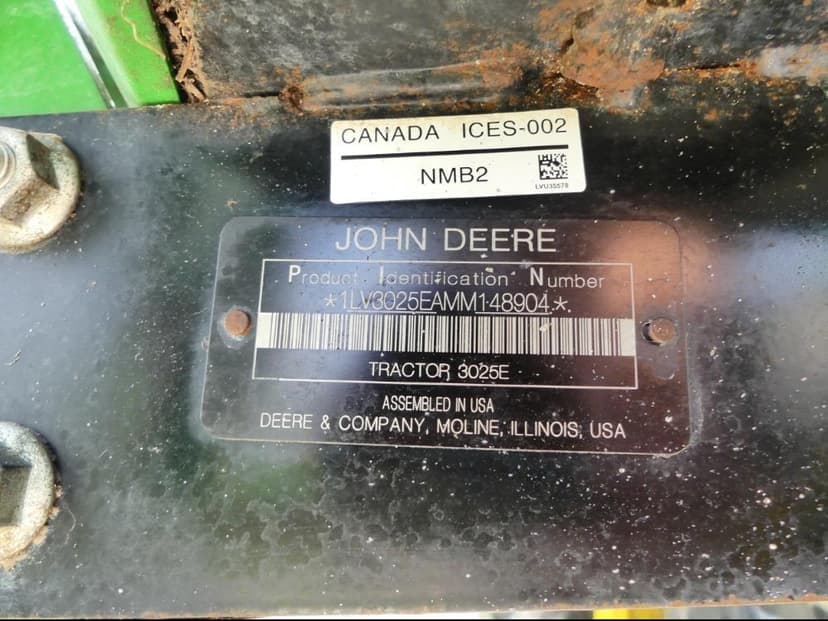 CANADA ICES-002
NMB2
LVU35578
JOHN DEERE
Product Identification Number
*1LV3025EAMM148904*
TRACTOR 3025E
ASSEMBLED IN USA
DEERE & COMPANY, MOLINE, ILLINOIS, USA